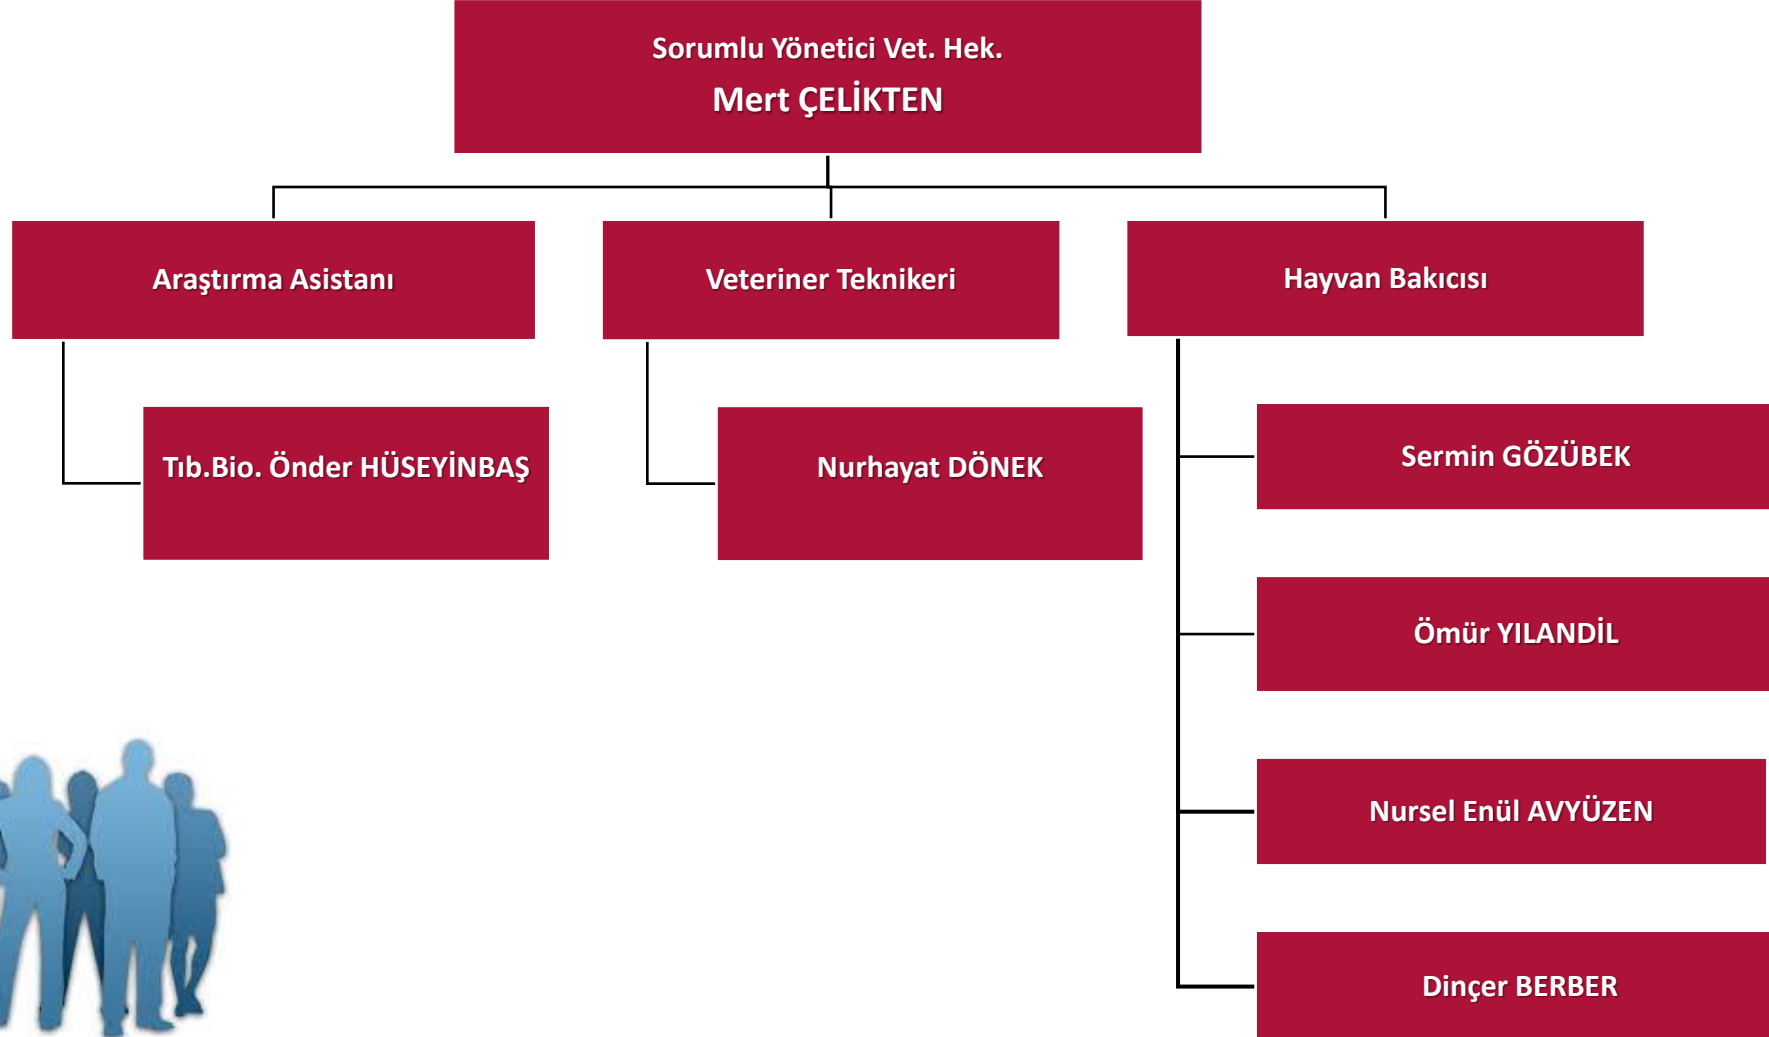 Sorumlu Yönetici Vet. Hek.
Mert ÇELİKTEN
Araştırma Asistanı
Veteriner Teknikeri
Hayvan Bakıcısı
Tıb.Bio. Önder HÜSEYİNBAŞ
Nurhayat DÖNEK
Sermin GÖZÜBEK
Ömür YILANDİL
Nursel Enül AVYÜZEN
Dinçer BERBER